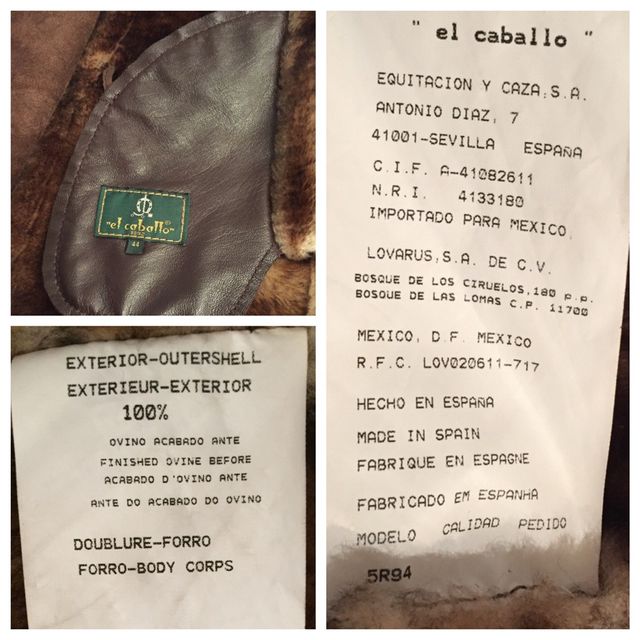 "el caballo"
1892
44
EXTERIOR-OUTERSHELL
EXTERIEUR-EXTERIOR
100%
OVINO ACABADO ANTE
FINISHED OVINE BEFORE
ACABADO D'OVINO ANTE
ANTE DO ACABADO DO OVINO
DOUBLURE-FORRO
FORRO-BODY CORPS
" el caballo "
EQUITACION Y CAZA,S.A.
ANTONIO DIAZ, 7
41001-SEVILLA ESPAÑA
C.I.F. A-41082611
N.R.I. 4133180
IMPORTADO PARA MEXICO,
LOVARUS,S.A. DE C.V.
BOSQUE DE LOS CIRUELOS,180 P.P.
BOSQUE DE LAS LOMAS C.P. 11700
MEXICO, D.F. MEXICO
R.F.C. LOV020611-717
HECHO EN ESPAÑA
MADE IN SPAIN
FABRIQUE EN ESPAGNE
FABRICADO EM ESPANHA
MODELO CALIDAD PEDIDO
5R94